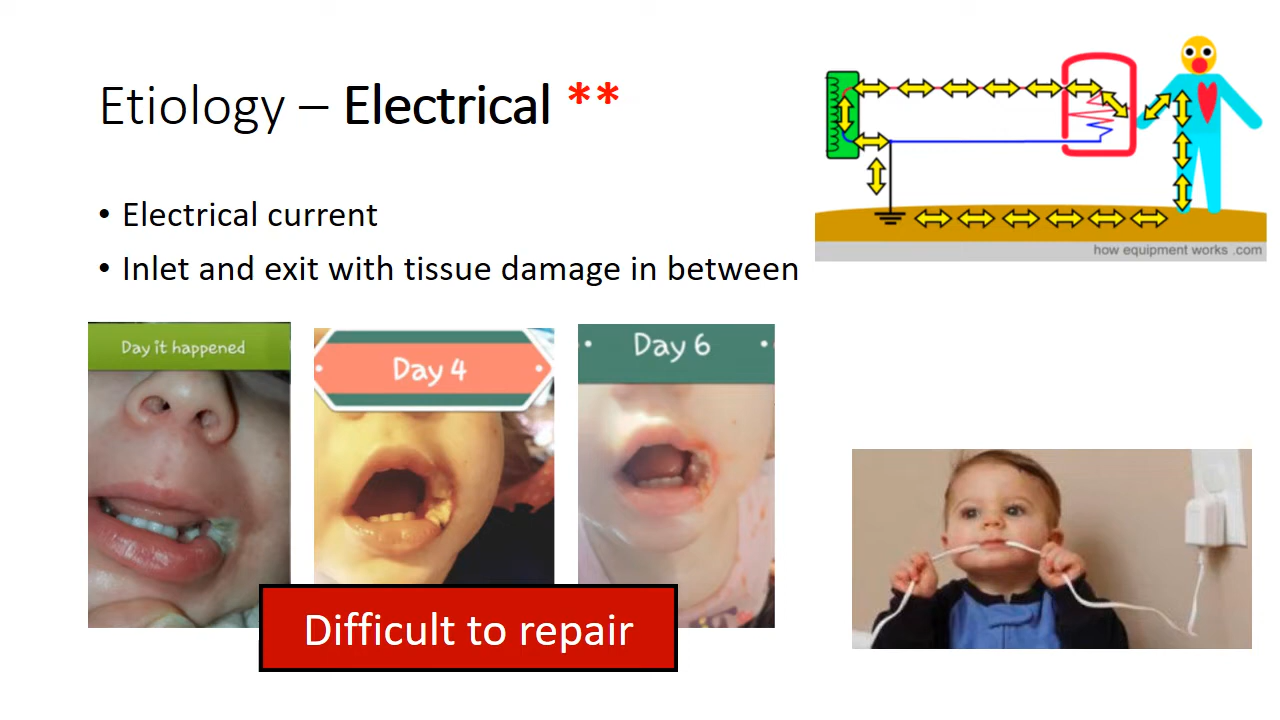 Etiology – Electrical **
• Electrical current
• Inlet and exit with tissue damage in between
how equipment works .com
Day it happened
Day 4
Day 6
Difficult to repair